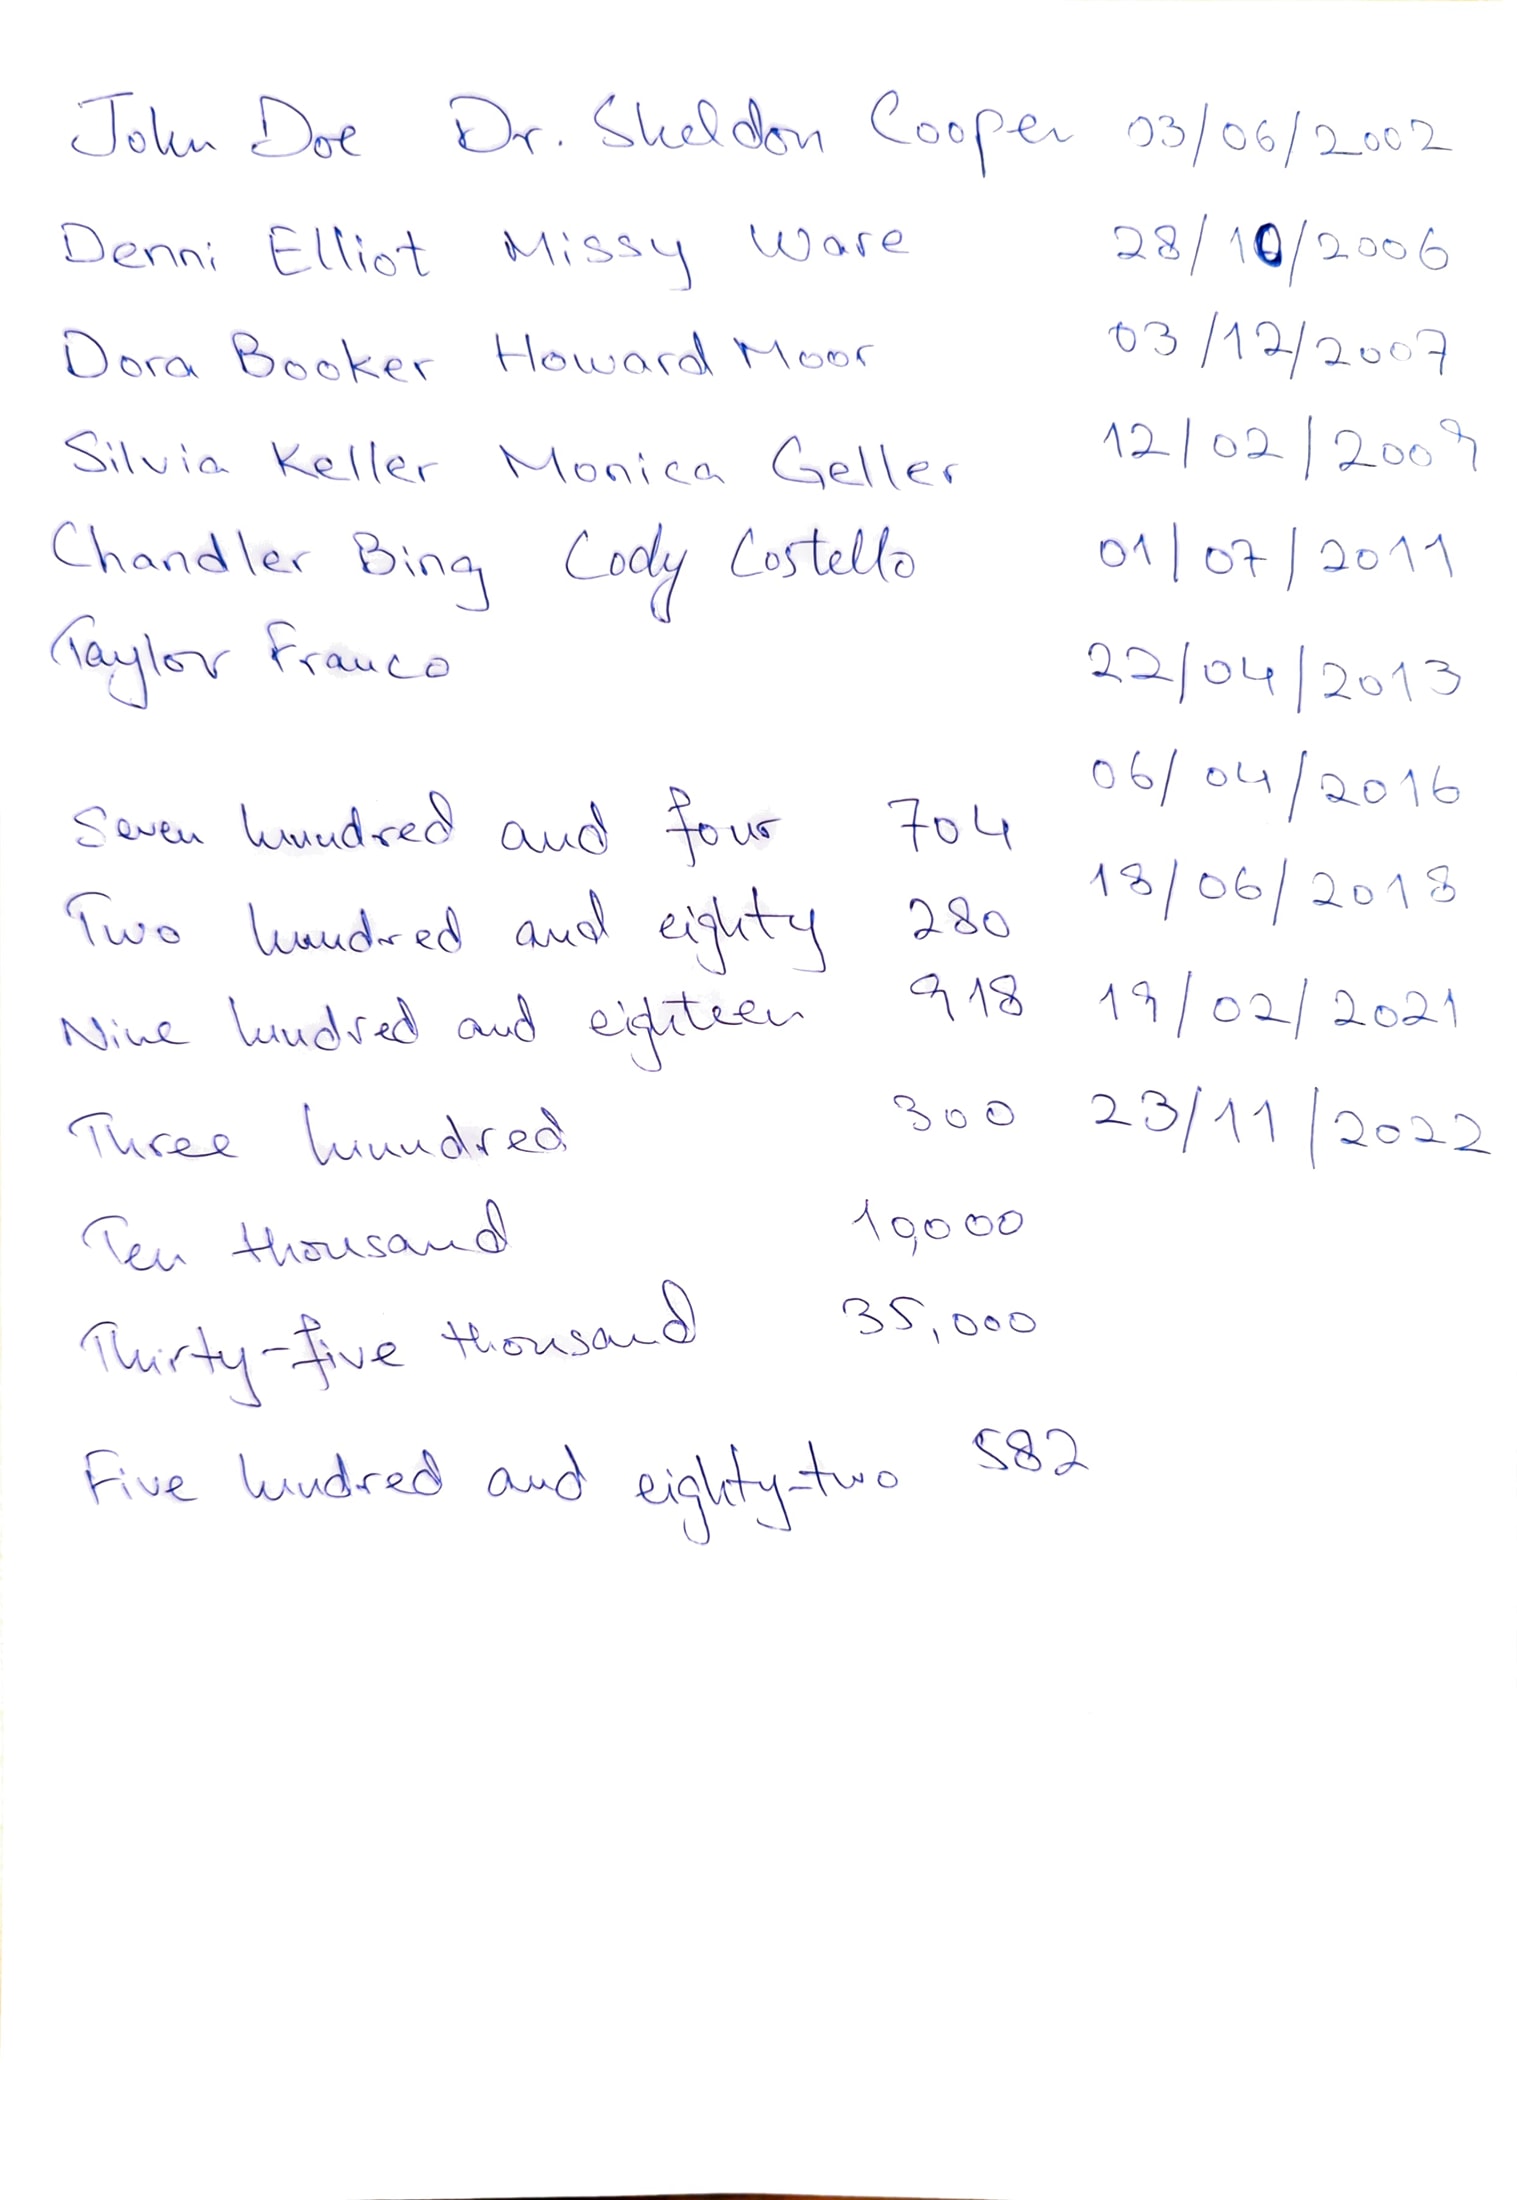 John Doe Dr. Sheldon Cooper 03/06/2002
Denni Elliot Missy Ware 28/10/2006
Dora Booker Howard Moor 03/12/2007
Silvia Keller Monica Geller 12/02/2009
Chandler Bing Cody Costello 01/07/2011
Taylor Franco 22/04/2013
06/04/2016
Seven hundred and four 704
18/06/2018
Two hundred and eighty 280
Nine hundred and eighteen 918 19/02/2021
Three hundred 300 23/11/2022
Ten thousand 10,000
Thirty-five thousand 35,000
Five hundred and eighty-two 582